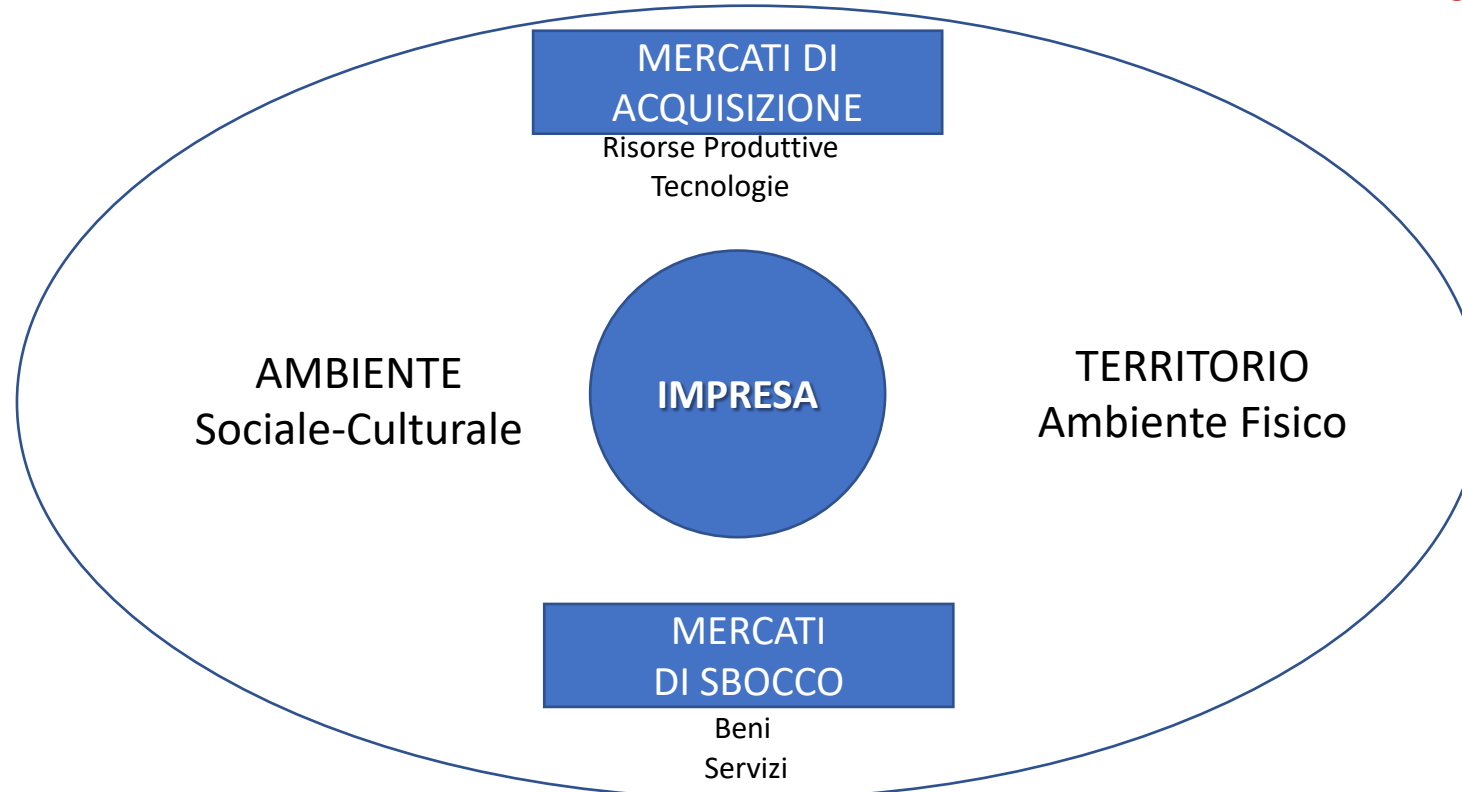 MERCATI DI
ACQUISIZIONE
Risorse Produttive
Tecnologie
AMBIENTE
Sociale-Culturale
IMPRESA
TERRITORIO
Ambiente Fisico
MERCATI
DI SBOCCO
Beni
Servizi